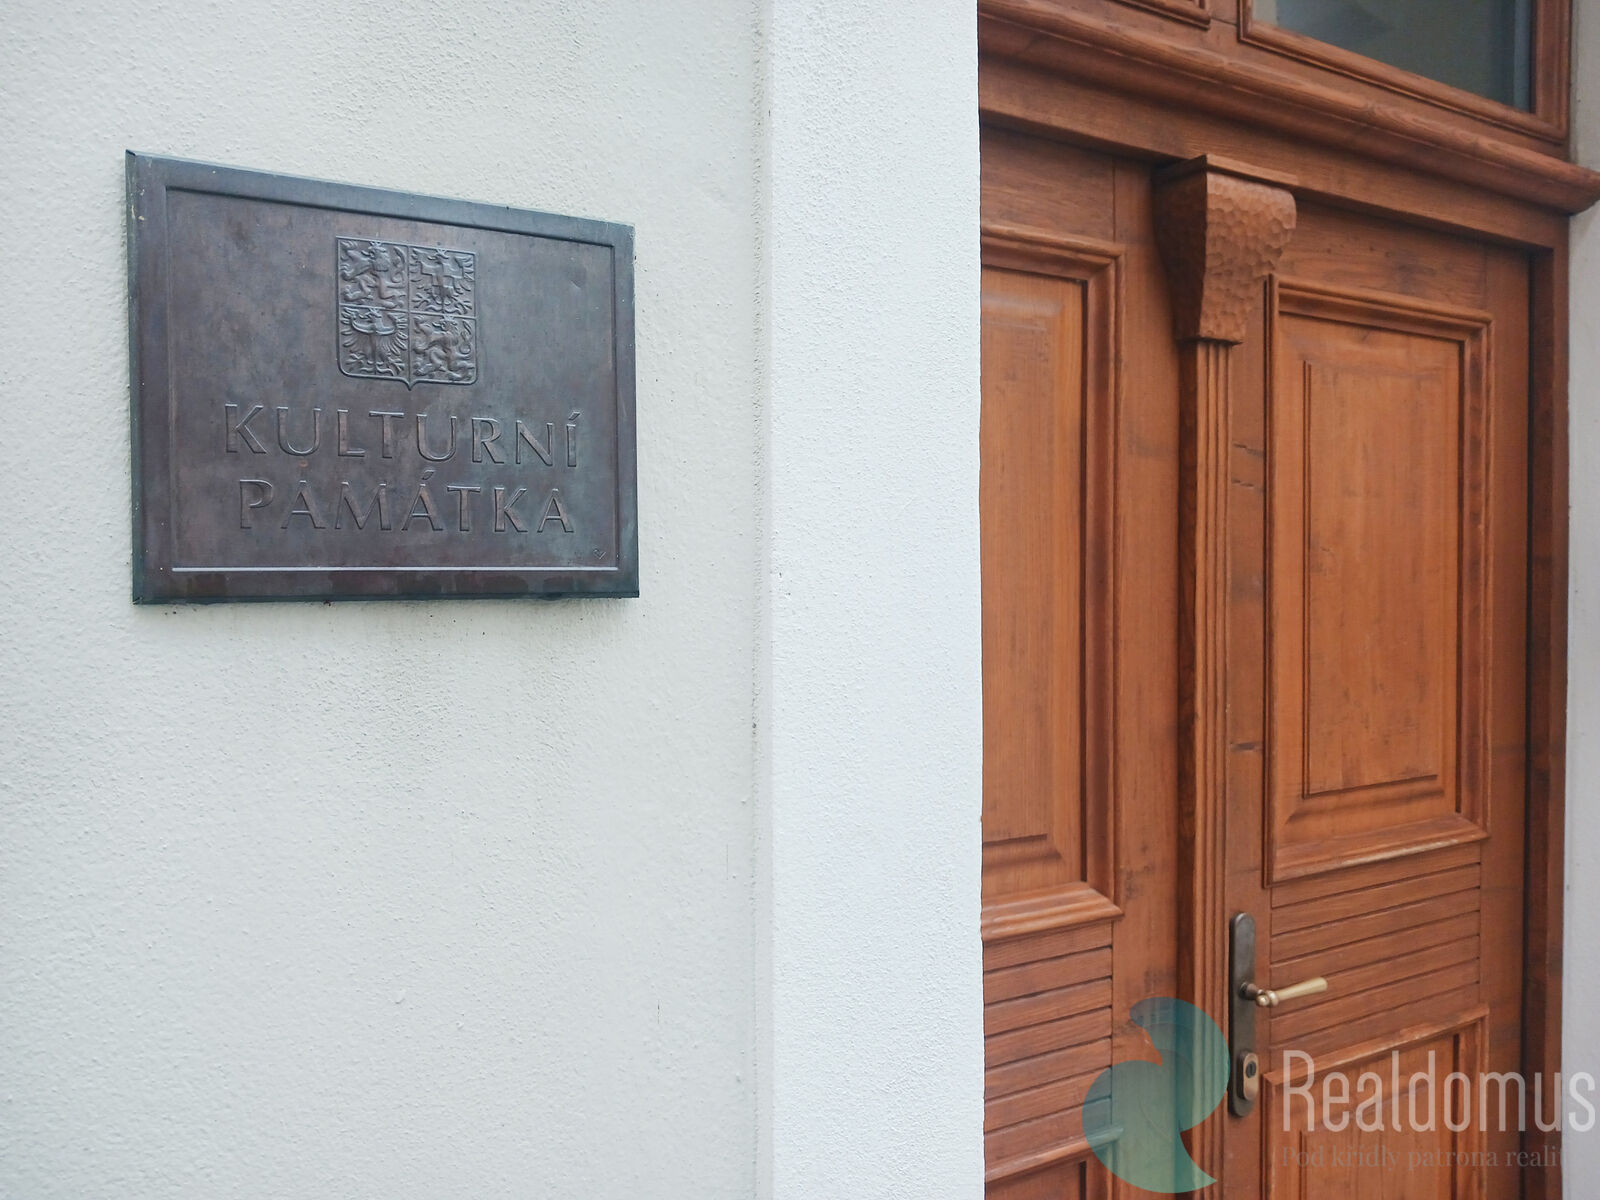 KULTURNÍ
PAMÁTKA
Realdomus
Pod křídly patrona realit